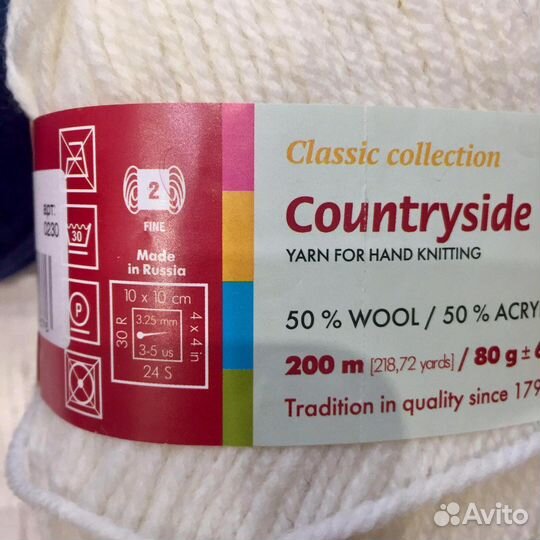 Classic collection
Countryside
YARN FOR HAND KNITTING
50 % WOOL / 50 %
200 m [218,72 yards] / 80 g ±
Tradition in quality since
2
FINE
Made
in Russia
10 x 10 cm
4 x 4 in
30 R
3.25 mm
3-5 us
24 S
30
P
арт:
0230
Avito